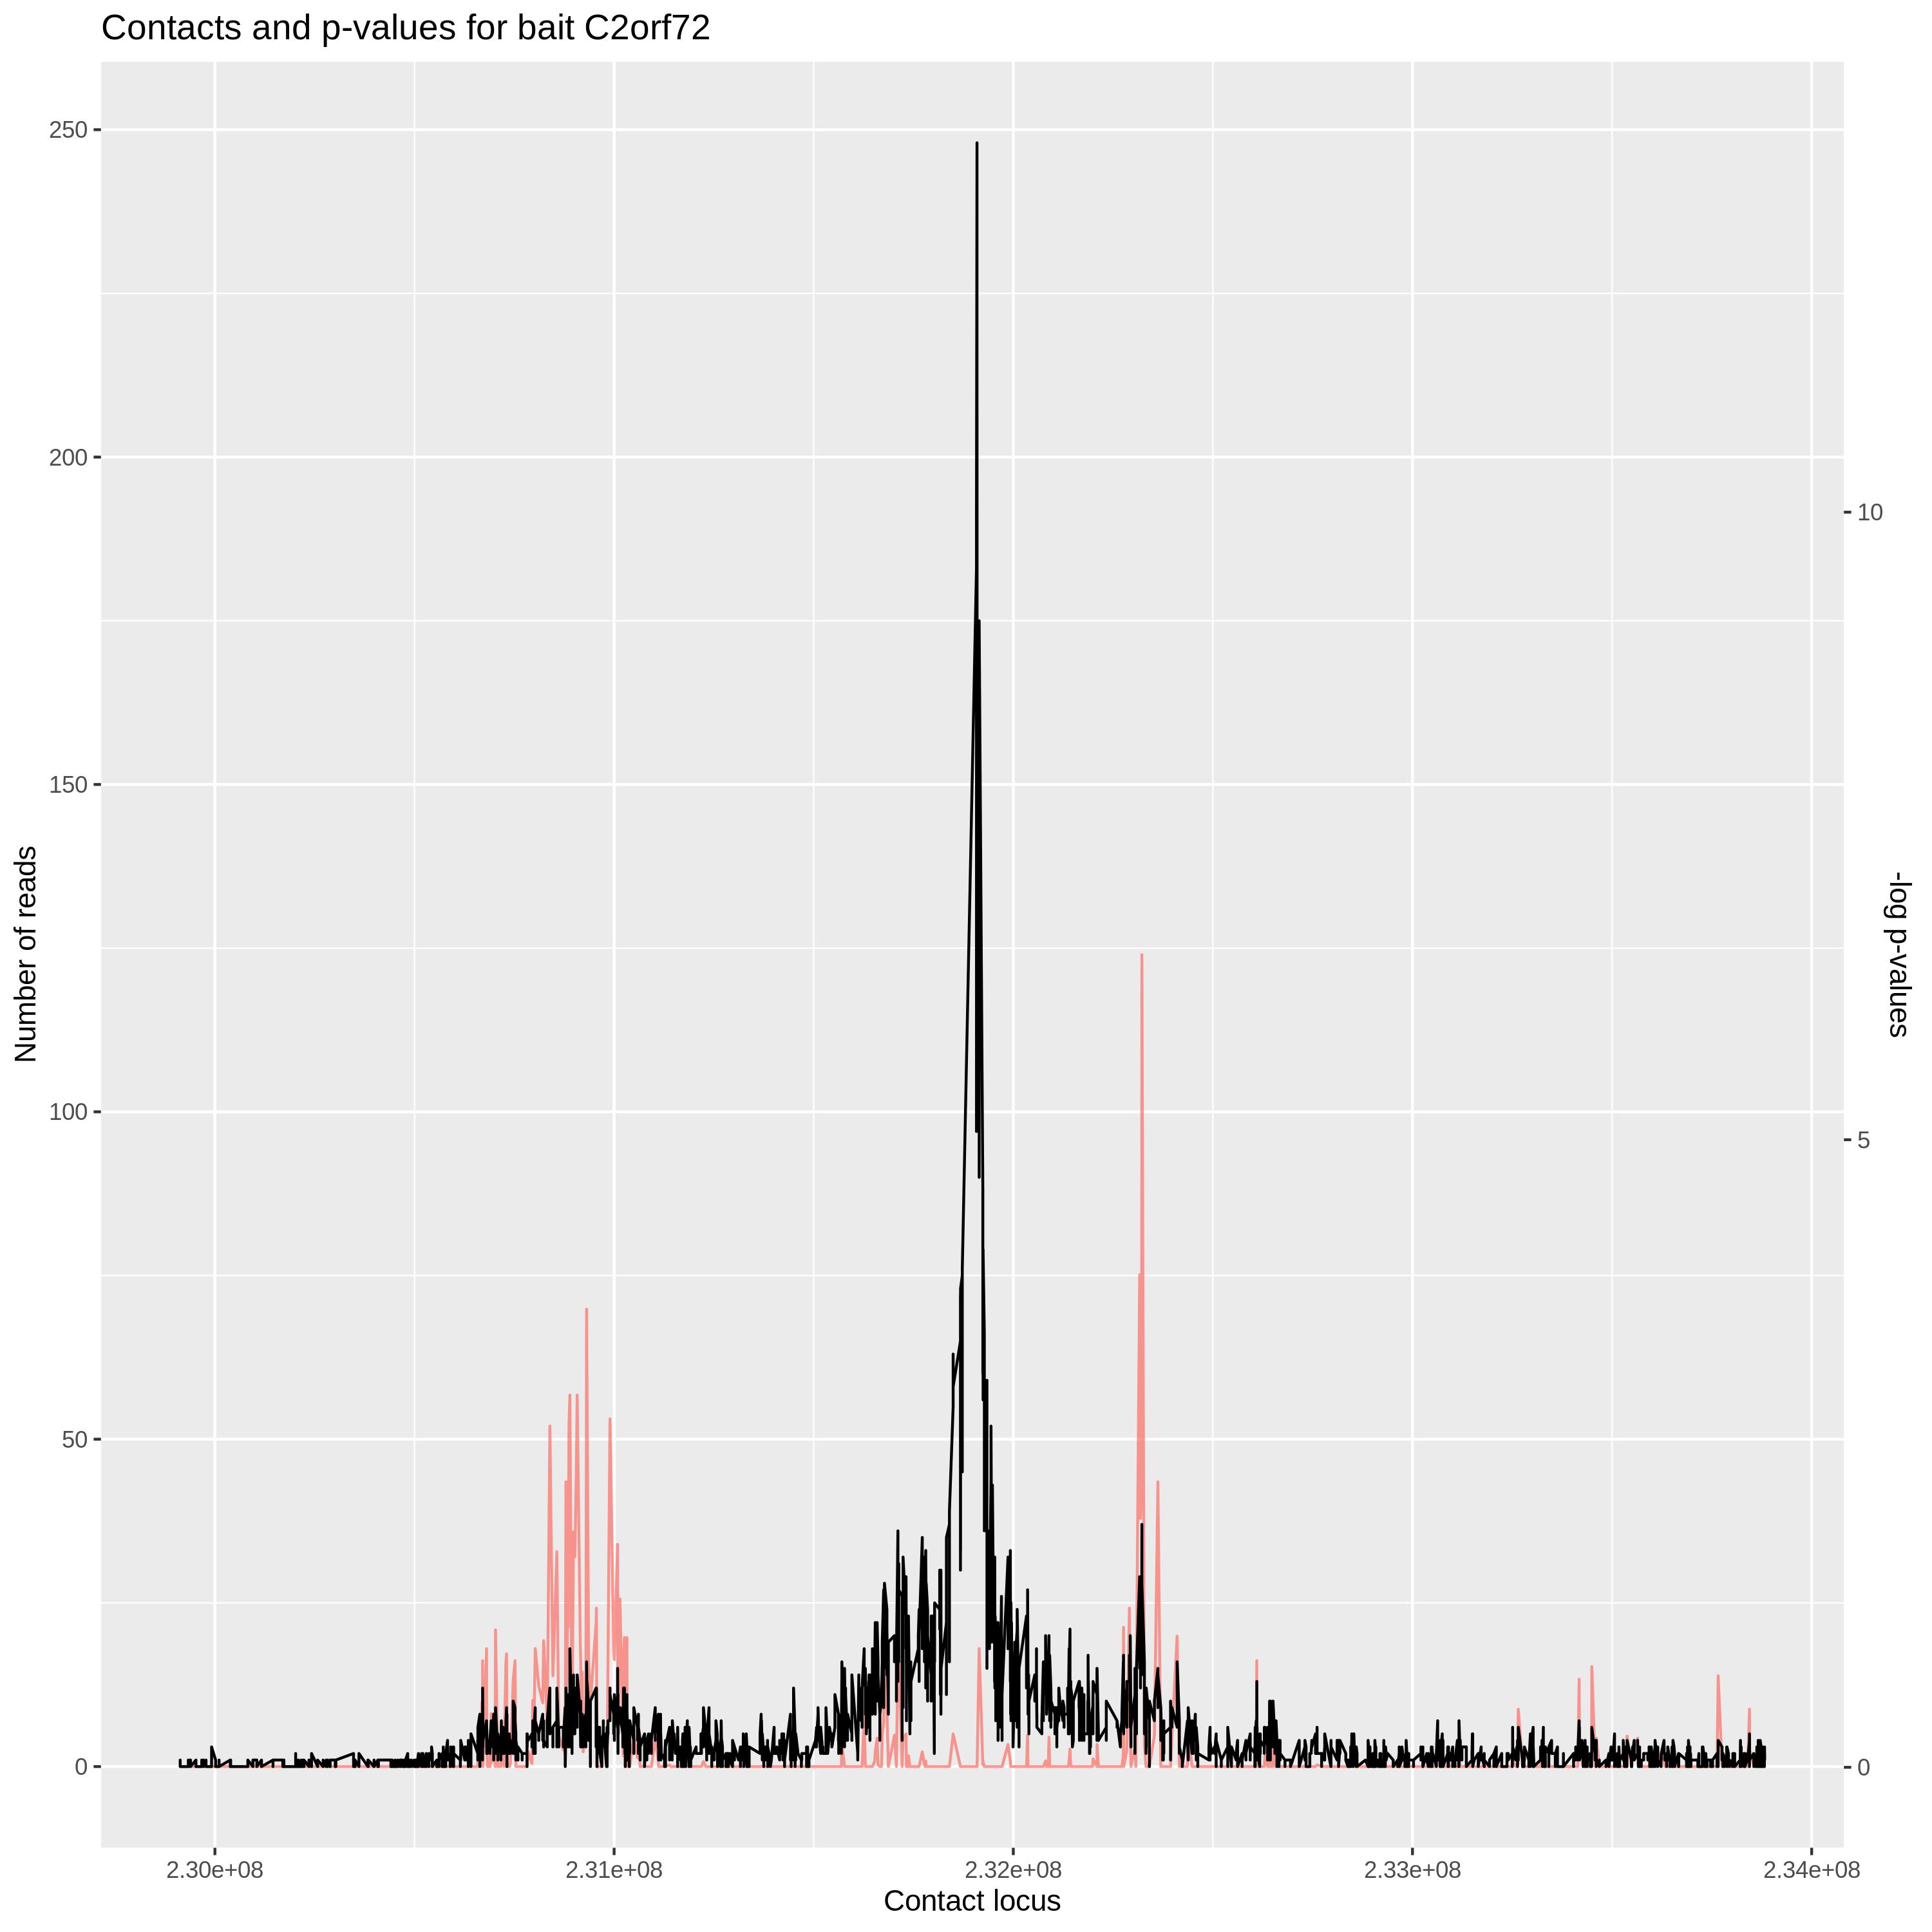 Contacts and p-values for bait C2orf72
250
200
150
100
50
0
Number of reads
10
5
0
-log p-values
2.30e+08
2.31e+08
2.32e+08
2.33e+08
2.34e+08
Contact locus